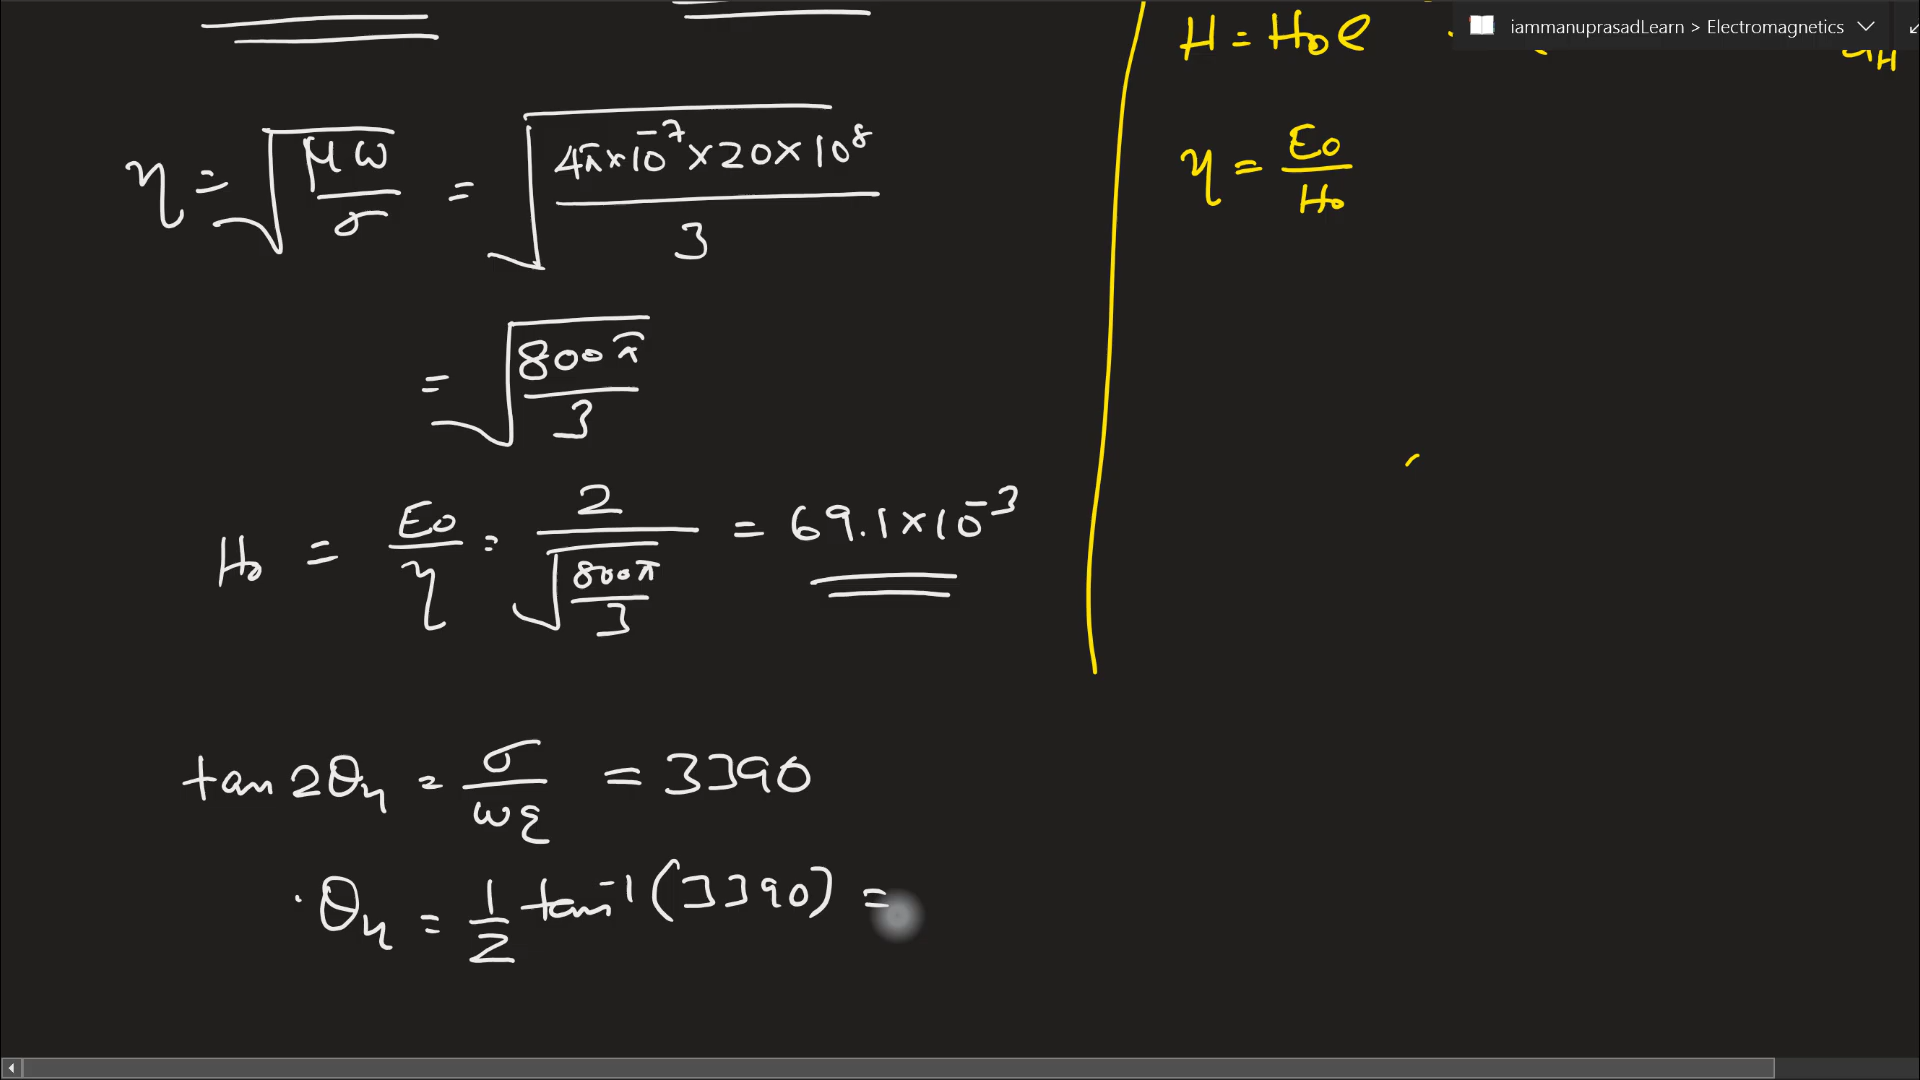 iammanuprasadLearn > Electromagnetics
H = H₀e
η = √(μω/σ) = √(4π×10⁻⁷×20×10⁸/3)
η = E₀/H₀
= √(800π/3)
H₀ = E₀/η = 2/√(800π/3) = 69.1×10⁻³
tan 2θη = σ/ωε = 3390
θη = 1/2 tan⁻¹(3390) =